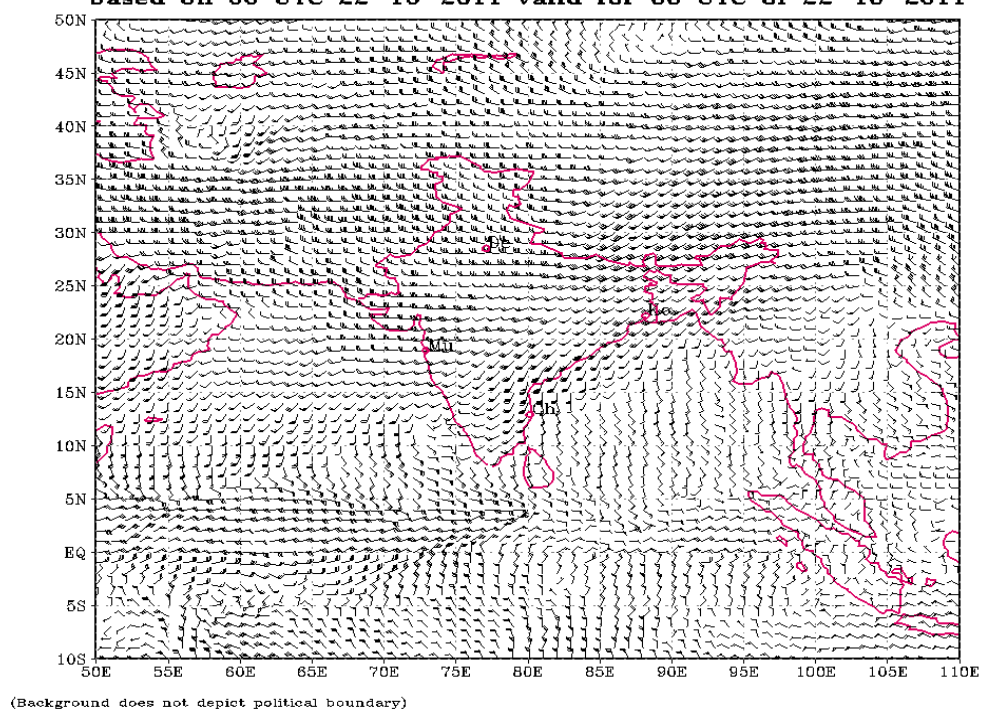 Based on 00 UTC 22-10-2011 valid for 00 UTC of 22-10-2011
50N
45N
40N
35N
30N
25N
20N
15N
10N
5N
EQ
5S
10S
Mu
Ch
50E 55E 60E 65E 70E 75E 80E 85E 90E 95E 100E 105E 110E
(Background does not depict political boundary)